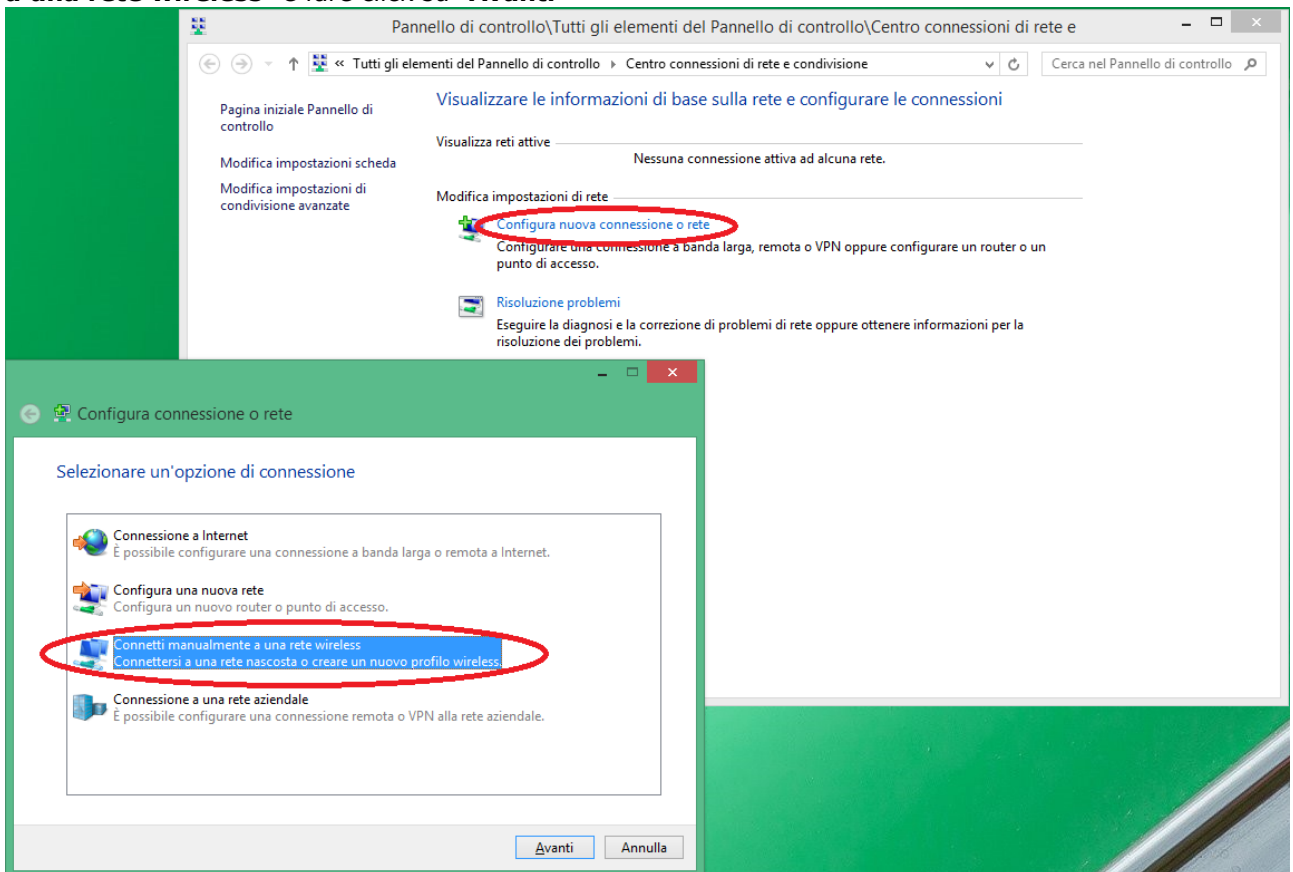 a una rete wireless" e fare click su "Avanti"
Pannello di controllo\Tutti gli elementi del Pannello di controllo\Centro connessioni di rete e
« Tutti gli elementi del Pannello di controllo Centro connessioni di rete e condivisione
Cerca nel Pannello di controllo
Pagina iniziale Pannello di
controllo
Modifica impostazioni scheda
Modifica impostazioni di
condivisione avanzate
Visualizzare le informazioni di base sulla rete e configurare le connessioni
Visualizza reti attive
Nessuna connessione attiva ad alcuna rete.
Modifica impostazioni di rete
Configura nuova connessione o rete
Configurare una connessione a banda larga, remota o VPN oppure configurare un router o un
punto di accesso.
Risoluzione problemi
Eseguire la diagnosi e la correzione di problemi di rete oppure ottenere informazioni per la
risoluzione dei problemi.
Configura connessione o rete
Selezionare un'opzione di connessione
Connessione a Internet
È possibile configurare una connessione a banda larga o remota a Internet.
Configura una nuova rete
Configura un nuovo router o punto di accesso.
Connetti manualmente a una rete wireless
Connettersi a una rete nascosta o creare un nuovo profilo wireless.
Connessione a una rete aziendale
È possibile configurare una connessione remota o VPN alla rete aziendale.
Avanti
Annulla